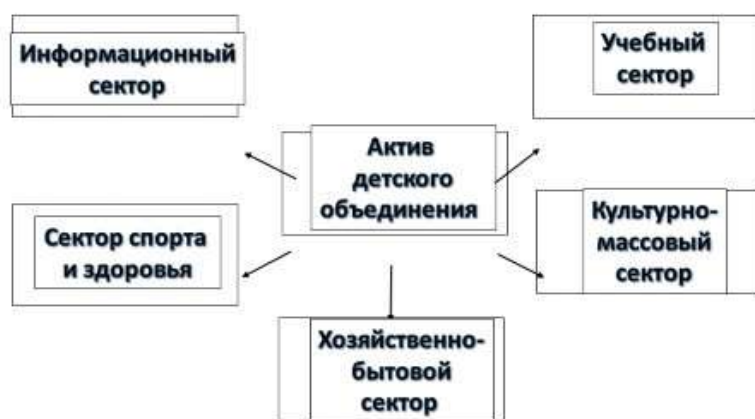 Информационный
сектор
Учебный
сектор
Актив
детского
объединения
Сектор спорта
и здоровья
Культурно-
массовый
сектор
Хозяйственно-
бытовой
сектор